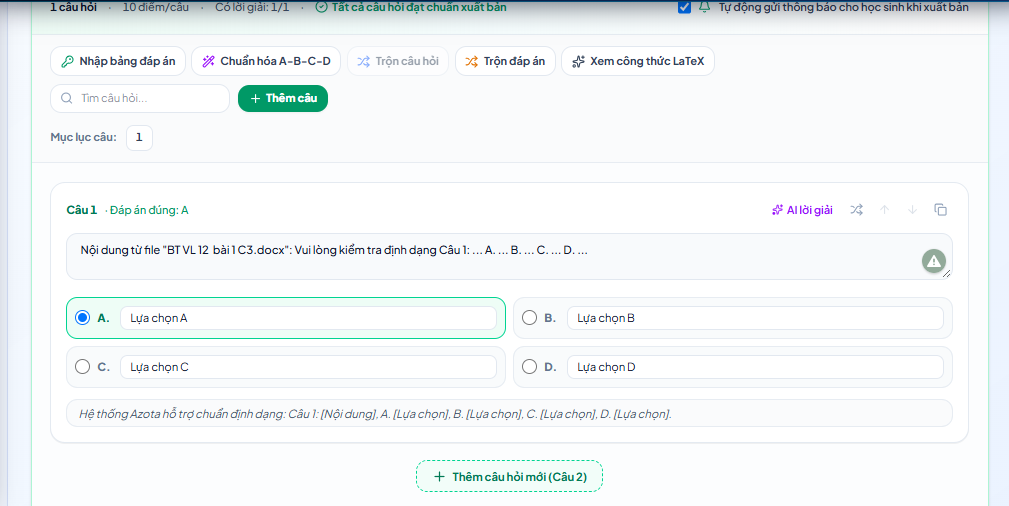 1 câu hỏi · 10 điểm/câu · Có lời giải: 1/1 · Tất cả câu hỏi đạt chuẩn xuất bản Tự động gửi thông báo cho học sinh khi xuất bản
Nhập bảng đáp án Chuẩn hóa A-B-C-D Trộn câu hỏi Trộn đáp án Xem công thức LaTeX
Tìm câu hỏi... + Thêm câu
Mục lục câu: 1
Câu 1 · Đáp án đúng: A AI lời giải
Nội dung từ file "BT VL 12 bài 1 C3.docx": Vui lòng kiểm tra định dạng Câu 1: ... A. ... B. ... C. ... D. ...
A. Lựa chọn A B. Lựa chọn B
C. Lựa chọn C D. Lựa chọn D
Hệ thống Azota hỗ trợ chuẩn định dạng: Câu 1: [Nội dung], A. [Lựa chọn], B. [Lựa chọn], C. [Lựa chọn], D. [Lựa chọn].
+ Thêm câu hỏi mới (Câu 2)